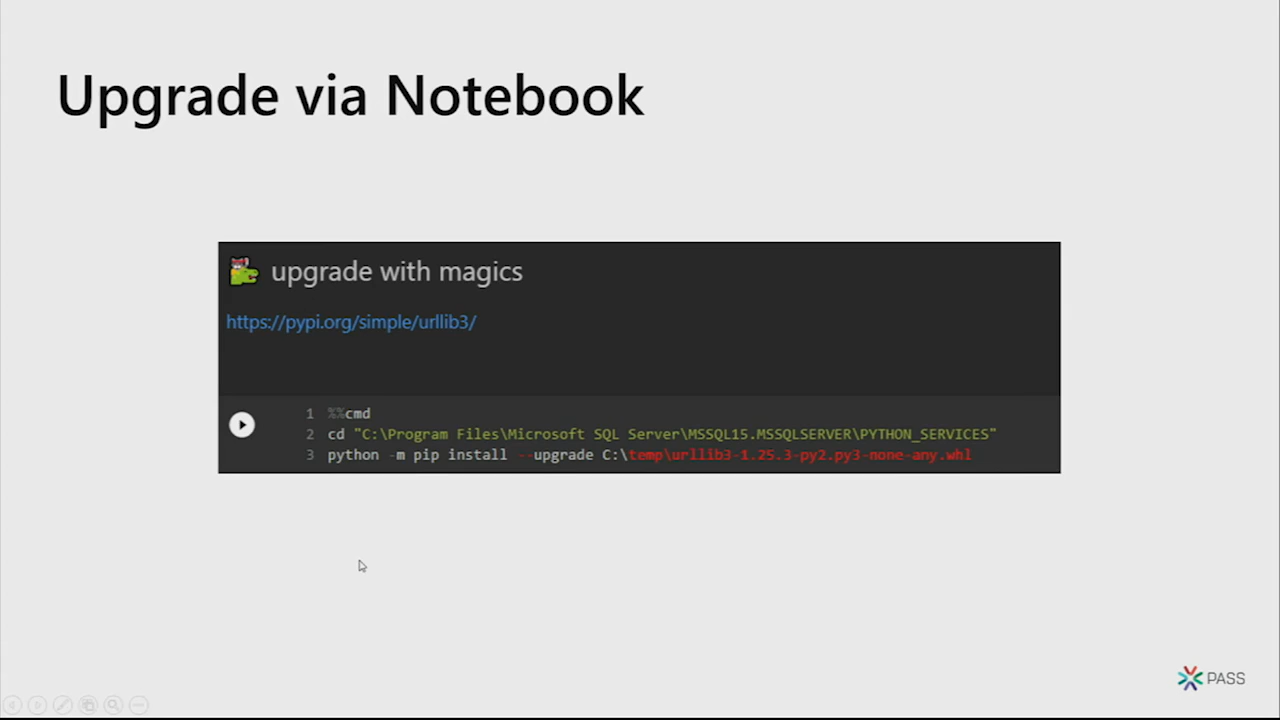 Upgrade via Notebook
upgrade with magics
https://pypi.org/simple/urllib3/
1 %%cmd
2 cd "C:\Program Files\Microsoft SQL Server\MSSQL15.MSSQLSERVER\PYTHON_SERVICES"
3 python -m pip install --upgrade C:\temp\urllib3-1.25.3-py2.py3-none-any.whl
PASS